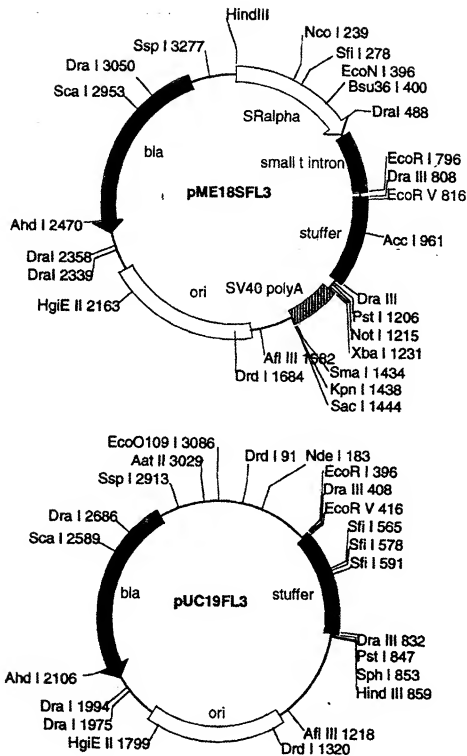 HindIII
Nco I 239
Sfi I 278
EcoN I 396
Bsu36 I 400
DraI 488
EcoR I 796
Dra III 808
EcoR V 816
Acc I 961
Dra III
Pst I 1206
Not I 1215
Xba I 1231
Sma I 1434
Kpn I 1438
Sac I 1444
Afl III 1682
Drd I 1684
HgiE II 2163
DraI 2339
DraI 2358
Ahd I 2470
Sca I 2953
Dra I 3050
Ssp I 3277
SRalpha
small t intron
stuffer
SV40 polyA
ori
bla
pME18SFL3
EcoO109 I 3086
Aat II 3029
Ssp I 2913
Dra I 2686
Sca I 2589
Drd I 91
Nde I 183
EcoR I 396
Dra III 408
EcoR V 416
Sfi I 565
Sfi I 578
Sfi I 591
Dra III 832
Pst I 847
Sph I 853
Hind III 859
Afl III 1218
Drd I 1320
HgiE II 1799
Dra I 1975
Dra I 1994
Ahd I 2106
bla
pUC19FL3
stuffer
ori